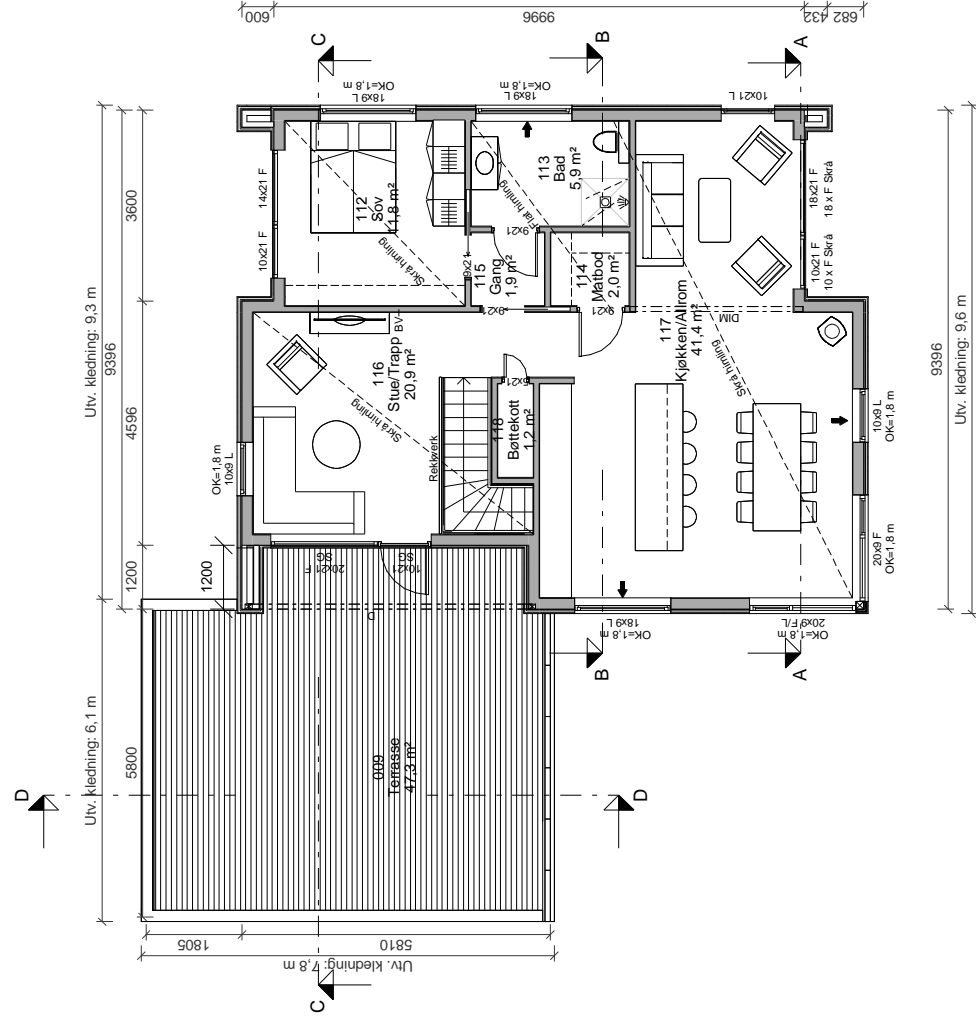 600
9996
432
682
C
B
A
OK=1,8 m
18x9 L
OK=1,8 m
18x9 L
10x21 L
Utv. kledning: 9,3 m
9396
3800
4596
1200
1200
14x21 F
10x21 F
112
Sov
11,8 m²
Skrå himling
113
Bad
5,9 m²
Flat himling
9x21
9x21
115
Gang
1,9 m²
9x21
114
Matbod
2,0 m²
9x21
18x21 F
18 x F Skrå
10x21 F
10 x F Skrå
DIM
117
Kjøkken/Allrom
41,4 m²
Skrå himling
116
Stue/Trapp
20,9 m²
BV
Skrå himling
Rekkverk
118
Bøttekott
1,2 m²
5x21
OK=1,8 m
10x9 L
10x9 L
OK=1,8 m
20x9 F
OK=1,8 m
9396
Utv. kledning: 9,6 m
20x21 F
SG
10x21
SG
D
18x9 L
OK=1,8 m
20x9 F/L
OK=1,8 m
B
A
Utv. kledning: 6,1 m
5800
009
Terrasse
47,3 m²
D
D
1805
5810
Utv. kledning: 7,8 m
C